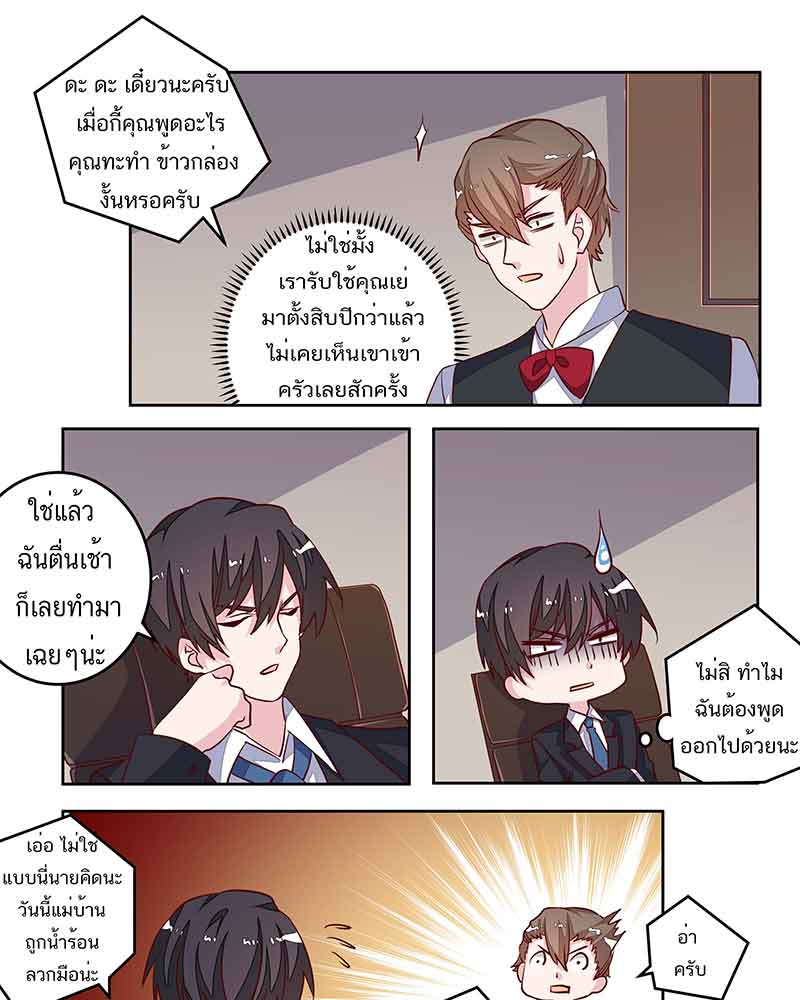 ดะ ดะ เดี๋ยวนะครับ
เมื่อกี้คุณพูดอะไร
คุณทะทำ ข้าวกล่อง
งั้นหรอครับ
ไม่ใช่มั้ง
เรารับใช้คุณเย่
มาตั้งสิบปีกว่าแล้ว
ไม่เคยเห็นเขาเข้า
ครัวเลยสักครั้ง
ใช่แล้ว
ฉันตื่นเช้า
ก็เลยทำมา
เฉยๆน่ะ
ไม่สิ ทำไม
ฉันต้องพูด
ออกไปด้วยนะ
เอ่อ ไม่ใช่
แบบนี่นายคิดนะ
วันนี้แม่บ้าน
ถูกน้ำร้อน
ลวกมือน่ะ
อ่า
ครับ